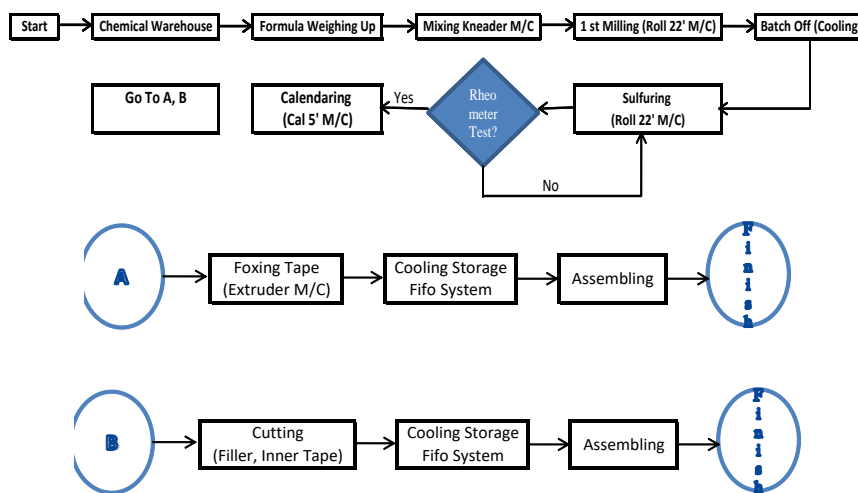 Start
Chemical Warehouse
Formula Weighing Up
Mixing Kneader M/C
1 st Milling (Roll 22' M/C)
Batch Off (Cooling
Go To A, B
Calendaring
(Cal 5' M/C)
Yes
Rheo
meter
Test?
Sulfuring
(Roll 22' M/C)
No
A
Foxing Tape
(Extruder M/C)
Cooling Storage
Fifo System
Assembling
Finish
B
Cutting
(Filler, Inner Tape)
Cooling Storage
Fifo System
Assembling
Finish